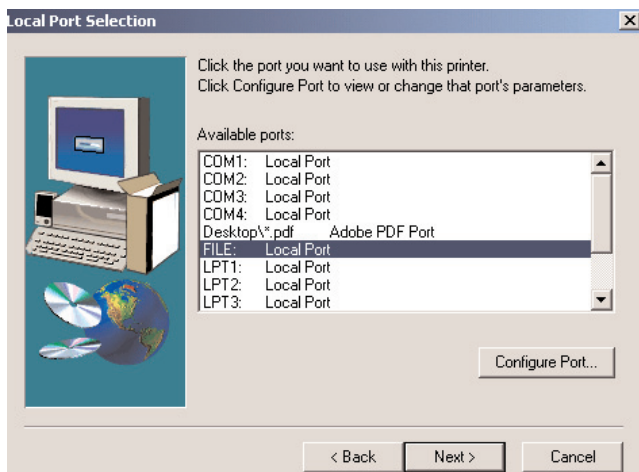 Local Port Selection
Click the port you want to use with this printer.
Click Configure Port to view or change that port's parameters.
Available ports:
COM1: Local Port
COM2: Local Port
COM3: Local Port
COM4: Local Port
Desktop\*.pdf Adobe PDF Port
FILE: Local Port
LPT1: Local Port
LPT2: Local Port
LPT3: Local Port
Configure Port...
< Back Next > Cancel